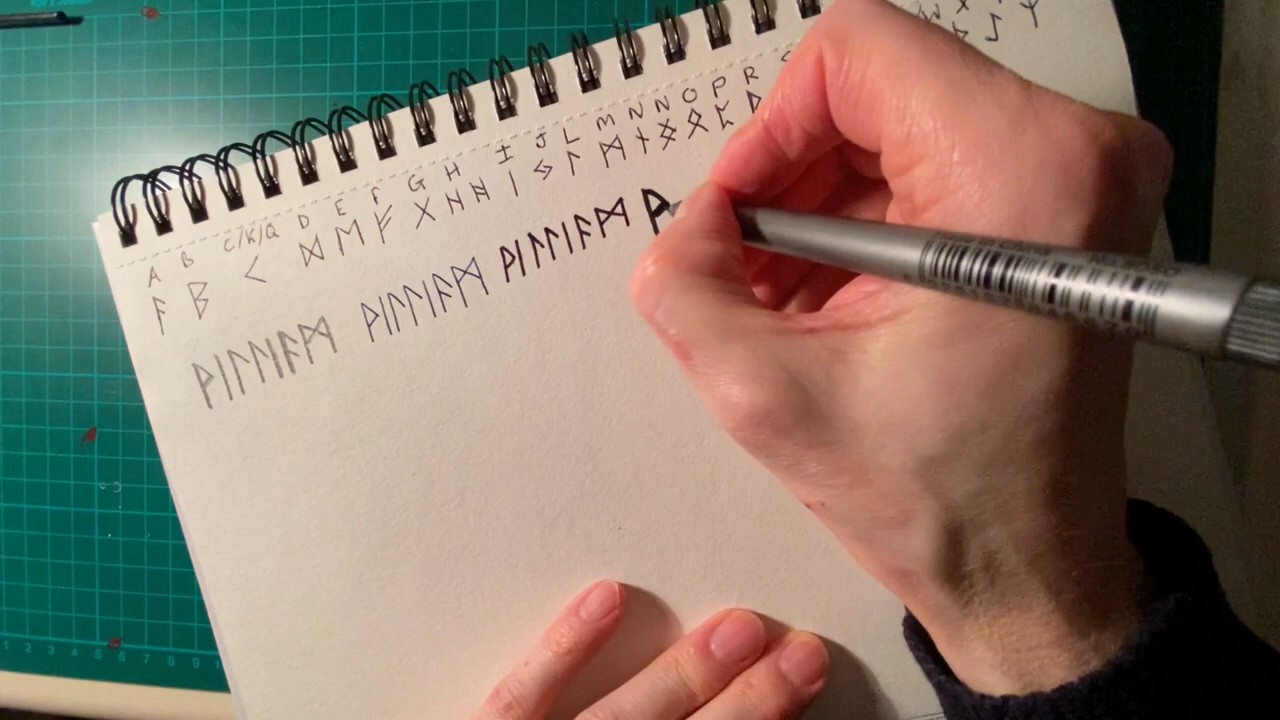 A B C/K/Q D E F G H I J L M N N O P R
ᚨ ᛒ ᚲ ᛞ ᛖ ᚠ ᚷ ᚺ ᚻ ᛁ ᛃ ᛚ ᛗ ᚾ ᛝ ᛟ ᛈ
ᚹᛁᛚᛚᛁᚨᛗ ᚹᛁᛚᛚᛁᚨᛗ ᚹᛁᛚᛚᛁᚨᛗ ᚹ